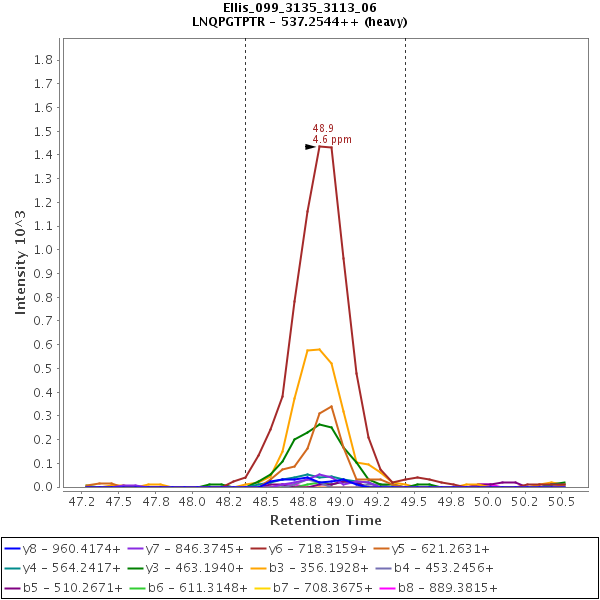 Ellis_099_3135_3113_06
LNQPGTPTR - 537.2544++ (heavy)
Intensity 10^3
1.8
1.7
1.6
1.5
1.4
1.3
1.2
1.1
1.0
0.9
0.8
0.7
0.6
0.5
0.4
0.3
0.2
0.1
0.0
48.9
4.6 ppm
47.2 47.5 47.8 48.0 48.2 48.5 48.8 49.0 49.2 49.5 49.8 50.0 50.2 50.5
Retention Time
y8 - 960.4174+ y7 - 846.3745+ y6 - 718.3159+ y5 - 621.2631+
y4 - 564.2417+ y3 - 463.1940+ b3 - 356.1928+ b4 - 453.2456+
b5 - 510.2671+ b6 - 611.3148+ b7 - 708.3675+ b8 - 889.3815+